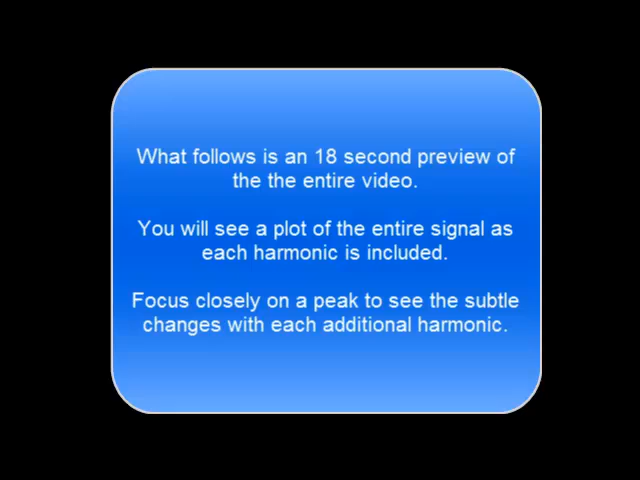 What follows is an 18 second preview of
the the entire video.
You will see a plot of the entire signal as
each harmonic is included.
Focus closely on a peak to see the subtle
changes with each additional harmonic.